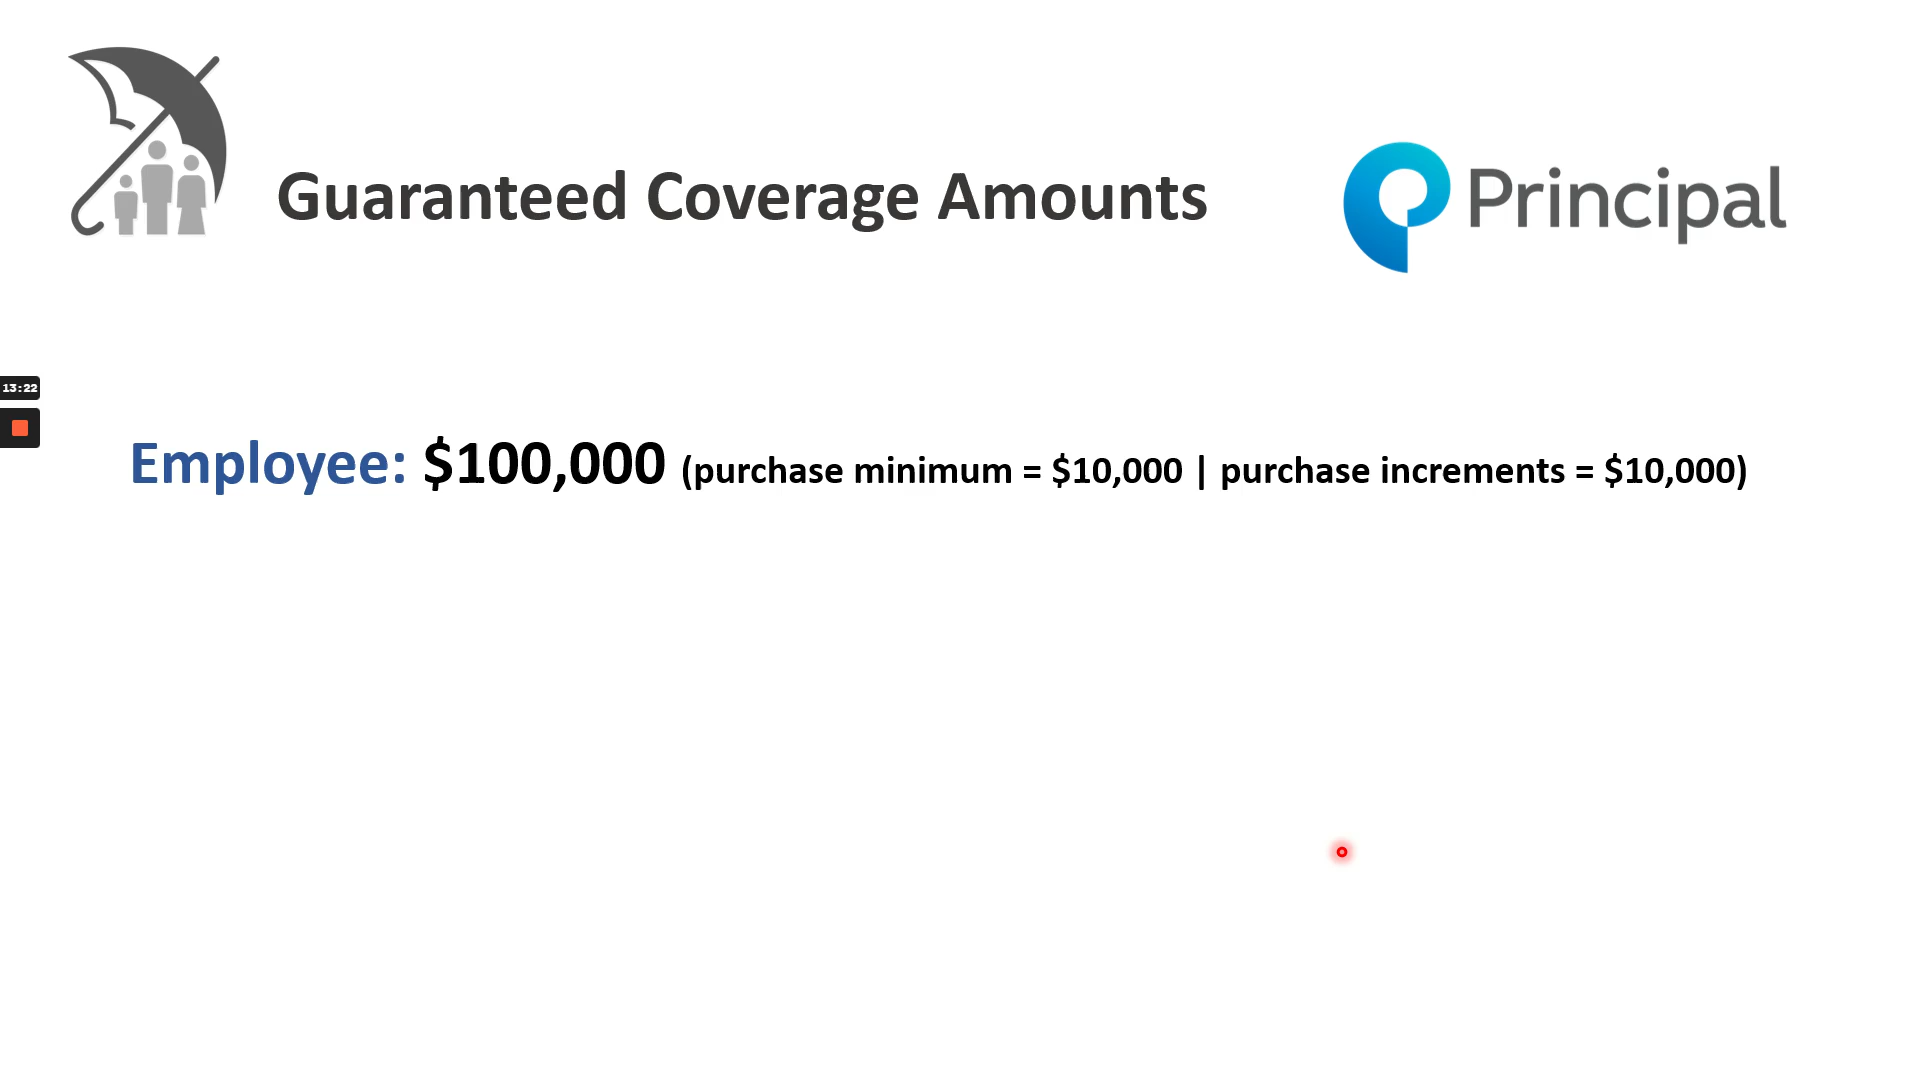 Guaranteed Coverage Amounts
Principal
13:22
Employee: $100,000 (purchase minimum = $10,000 | purchase increments = $10,000)